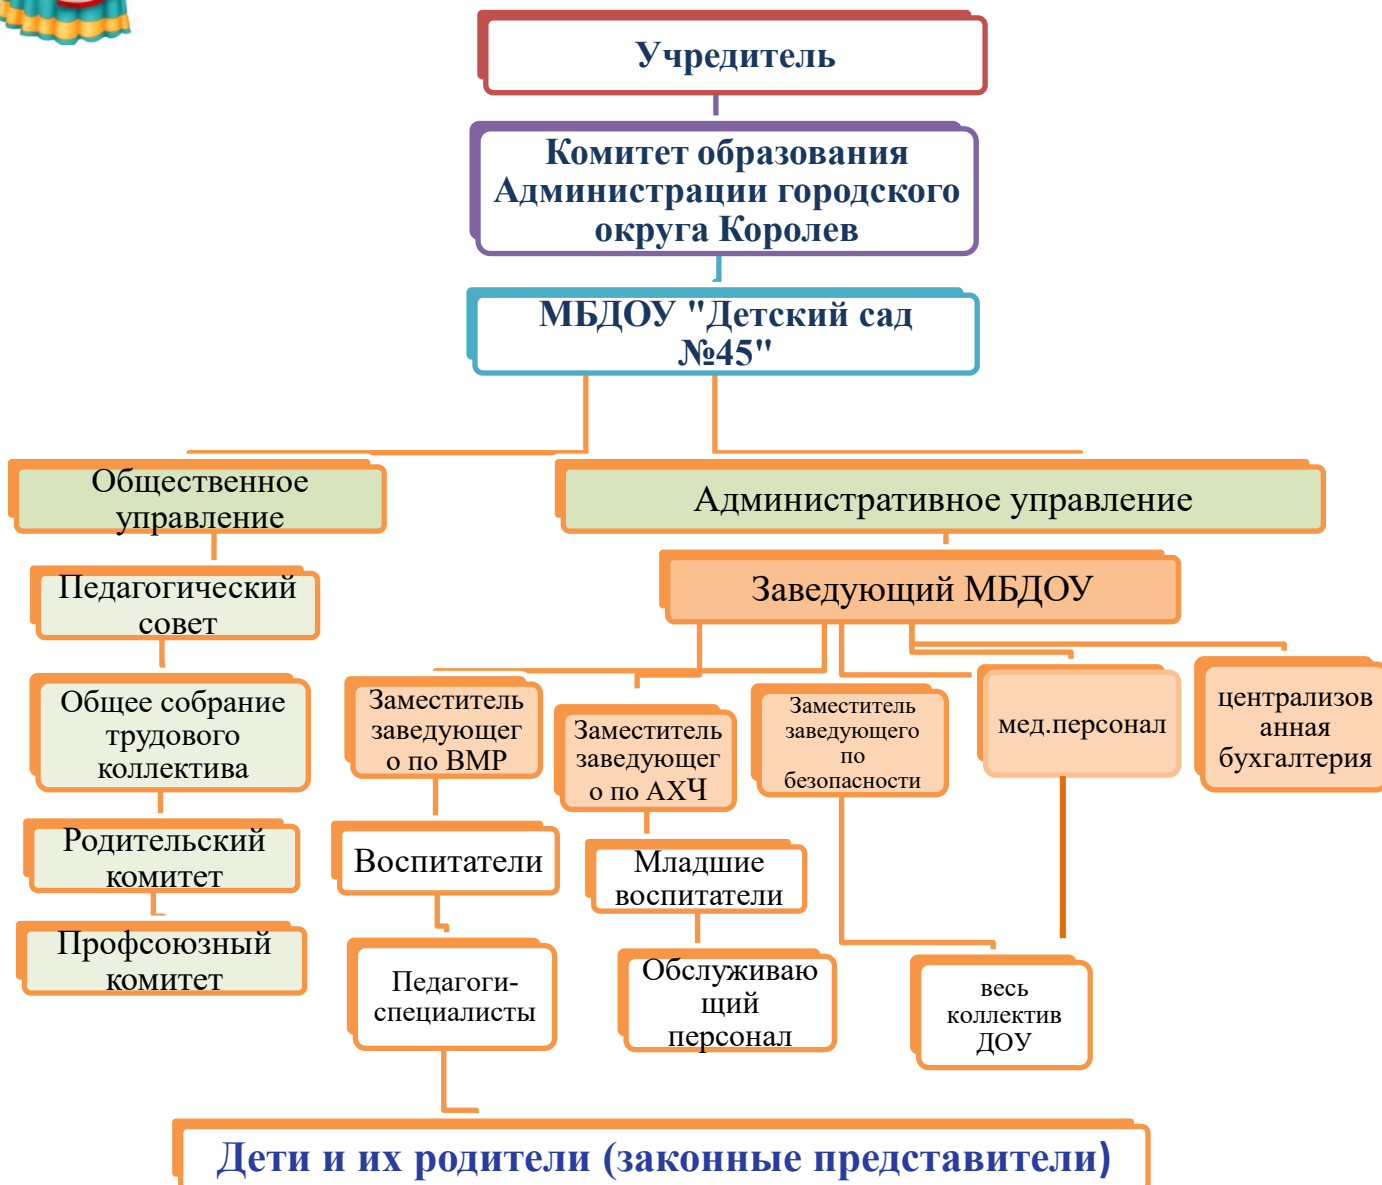 Учредитель
Комитет образования
Администрации городского
округа Королев
МБДОУ "Детский сад
№45"
Общественное
управление
Административное управление
Педагогический
совет
Заведующий МБДОУ
Общее собрание
трудового
коллектива
Родительский
комитет
Профсоюзный
комитет
Заместитель
заведующег
о по ВМР
Заместитель
заведующег
о по АХЧ
Заместитель
заведующего
по
безопасности
мед.персонал
централизов
анная
бухгалтерия
Воспитатели
Младшие
воспитатели
Педагоги-
специалисты
Обслуживаю
щий
персонал
весь
коллектив
ДОУ
Дети и их родители (законные представители)